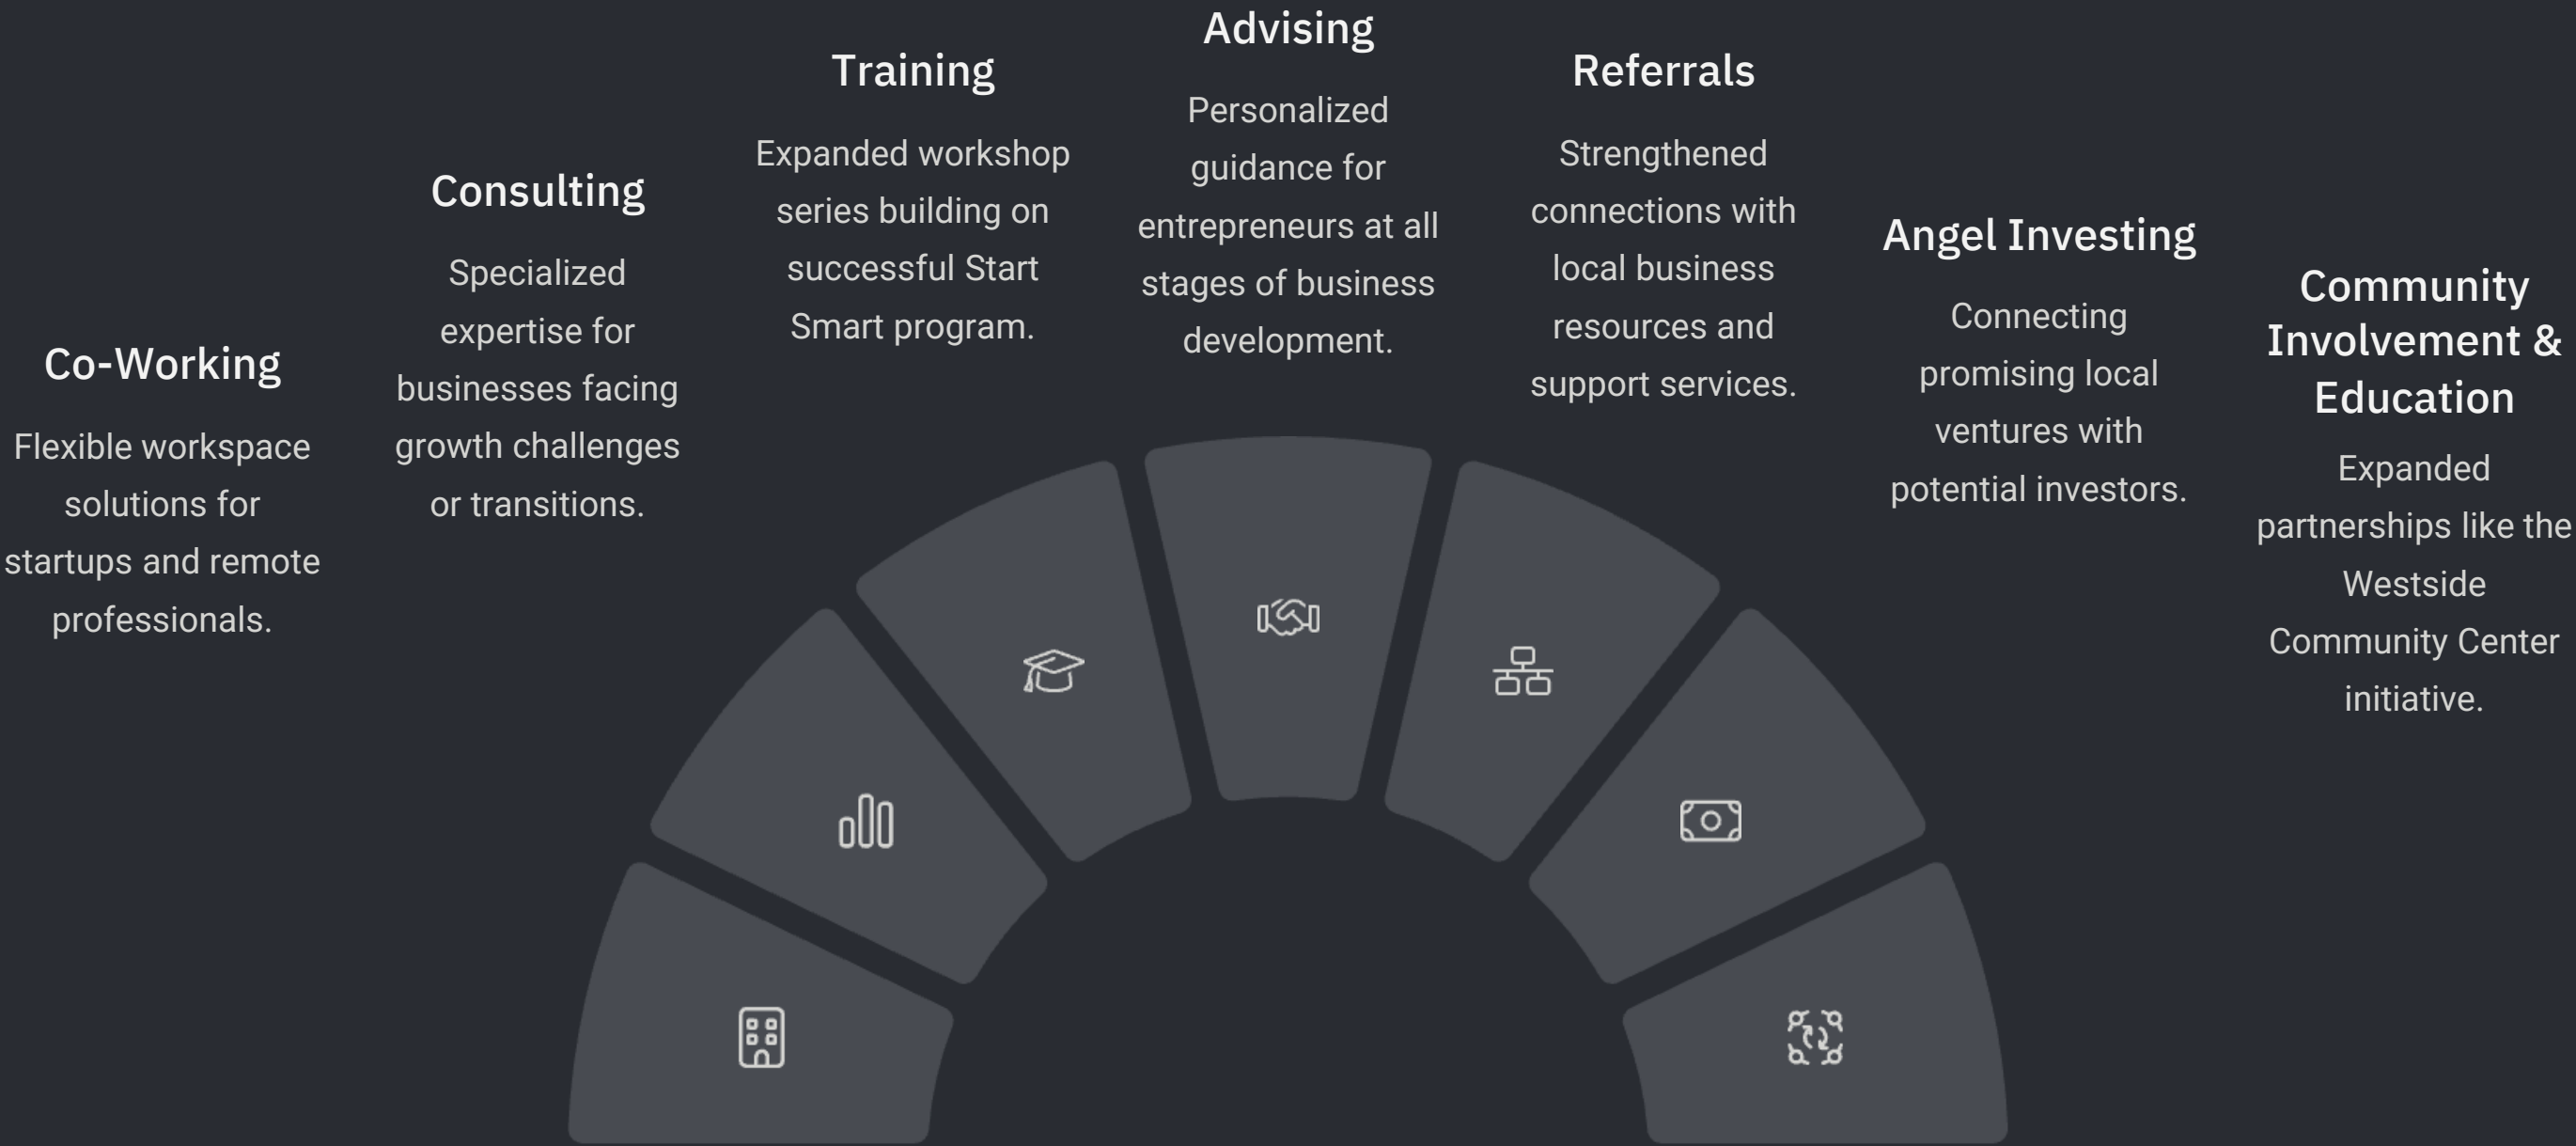 Co-Working
Flexible workspace
solutions for
startups and remote
professionals.
Consulting
Specialized
expertise for
businesses facing
growth challenges
or transitions.
Training
Expanded workshop
series building on
successful Start
Smart program.
Advising
Personalized
guidance for
entrepreneurs at all
stages of business
development.
Referrals
Strengthened
connections with
local business
resources and
support services.
Angel Investing
Connecting
promising local
ventures with
potential investors.
Community
Involvement &
Education
Expanded
partnerships like the
Westside
Community Center
initiative.